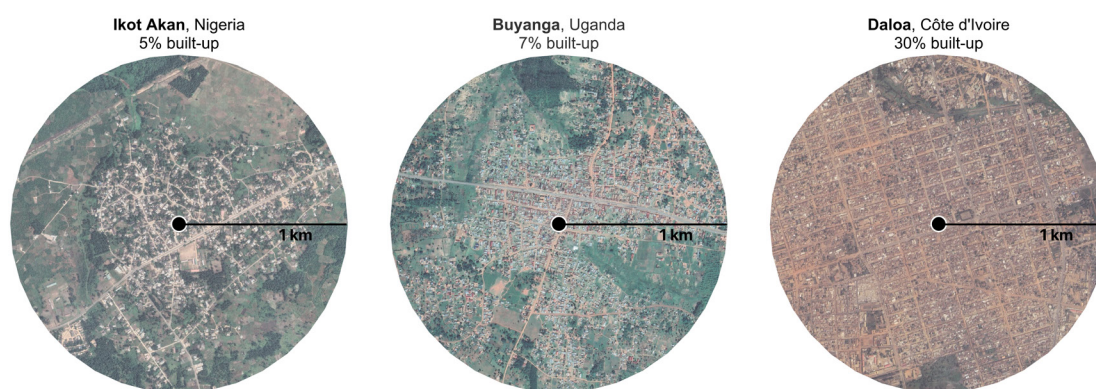 Ikot Akan, Nigeria
5% built-up
1 km
Buyanga, Uganda
7% built-up
1 km
Daloa, Côte d'Ivoire
30% built-up
1 km